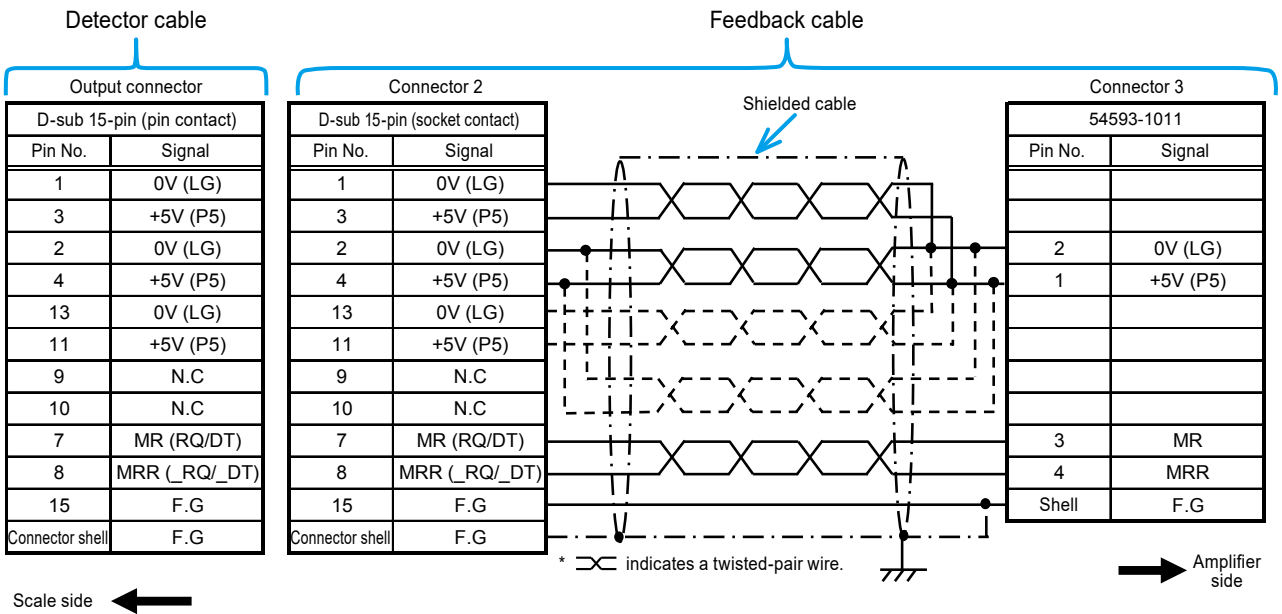 Detector cable
Feedback cable
Output connector
Connector 2
Connector 3
Shielded cable
D-sub 15-pin (pin contact)
Pin No. Signal
1 0V (LG)
3 +5V (P5)
2 0V (LG)
4 +5V (P5)
13 0V (LG)
11 +5V (P5)
9 N.C
10 N.C
7 MR (RQ/DT)
8 MRR (_RQ/_DT)
15 F.G
Connector shell F.G
D-sub 15-pin (socket contact)
Pin No. Signal
1 0V (LG)
3 +5V (P5)
2 0V (LG)
4 +5V (P5)
13 0V (LG)
11 +5V (P5)
9 N.C
10 N.C
7 MR (RQ/DT)
8 MRR (_RQ/_DT)
15 F.G
Connector shell F.G
54593-1011
Pin No. Signal
2 0V (LG)
1 +5V (P5)
3 MR
4 MRR
Shell F.G
* indicates a twisted-pair wire.
Amplifier
side
Scale side